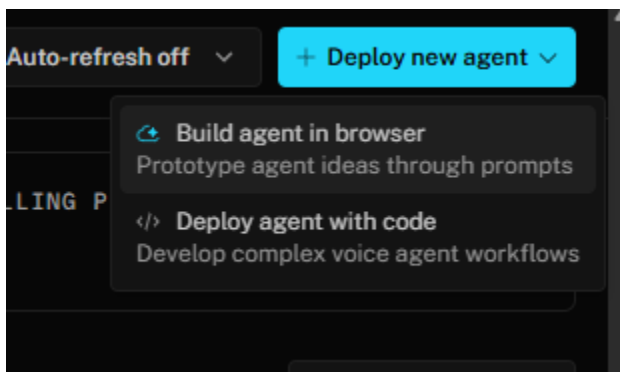 Auto-refresh off
+ Deploy new agent
Build agent in browser
Prototype agent ideas through prompts
LLING P
</> Deploy agent with code
Develop complex voice agent workflows